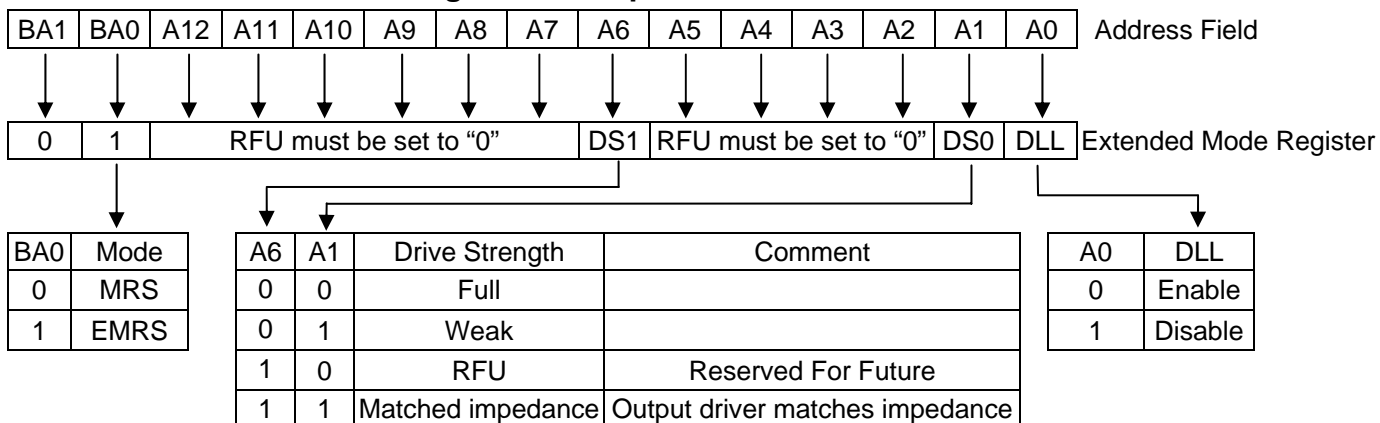 BA1 BA0 A12 A11 A10 A9 A8 A7 A6 A5 A4 A3 A2 A1 A0 Address Field
0 1 RFU must be set to “0” DS1 RFU must be set to “0” DS0 DLL Extended Mode Register
BA0 Mode
0 MRS
1 EMRS
A6 A1 Drive Strength Comment
0 0 Full
0 1 Weak
1 0 RFU Reserved For Future
1 1 Matched impedance Output driver matches impedance
A0 DLL
0 Enable
1 Disable